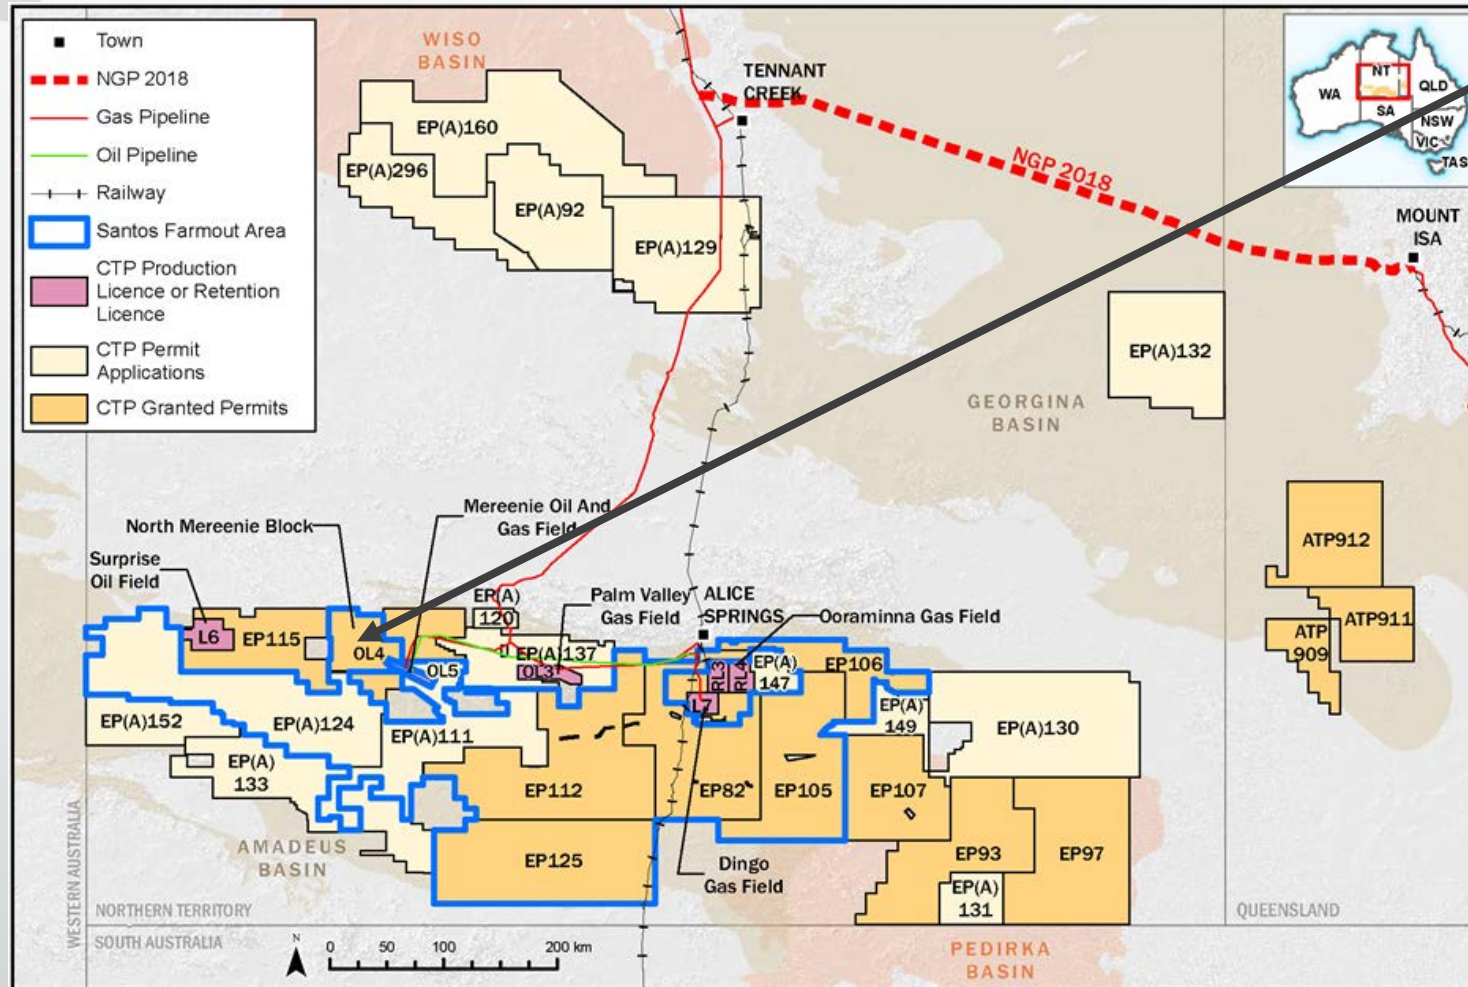 Town
NGP 2018
Gas Pipeline
Oil Pipeline
Railway
Santos Farmout Area
CTP Production
Licence or Retention
Licence
CTP Permit
Applications
CTP Granted Permits
WISO
BASIN
TENNANT
CREEK
NGP 2018
MOUNT
ISA
WA
NT
QLD
SA
NSW
VIC
TAS
EP(A)160
EP(A)296
EP(A)92
EP(A)129
EP(A)132
GEORGINA
BASIN
ATP912
ATP911
ATP
909
North Mereenie Block
Mereenie Oil And
Gas Field
Surprise
Oil Field
Palm Valley
Gas Field
ALICE
SPRINGS
Ooraminna Gas Field
EP(A)
120
L6
EP115
OL4
OL5
EP(A)137
OL3
RL3
RL4
L7
EP(A)
147
EP106
EP(A)
149
EP(A)130
EP(A)152
EP(A)124
EP(A)111
EP(A)
133
EP112
EP82
EP105
EP107
EP125
EP93
EP97
EP(A)
131
Dingo
Gas Field
AMADEUS
BASIN
PEDIRKA
BASIN
WESTERN AUSTRALIA
NORTHERN TERRITORY
SOUTH AUSTRALIA
QUEENSLAND
N
0 50 100 200 km